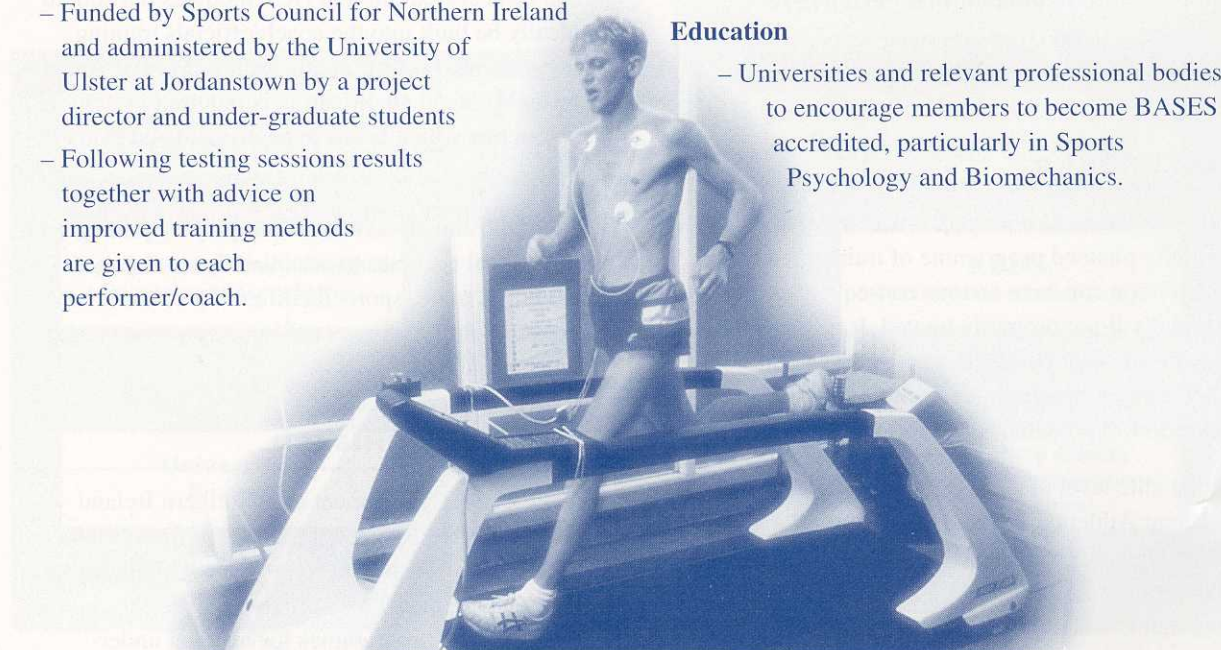 – Funded by Sports Council for Northern Ireland
and administered by the University of
Ulster at Jordanstown by a project
director and under-graduate students
– Following testing sessions results
together with advice on
improved training methods
are given to each
performer/coach.
Education
– Universities and relevant professional bodies
to encourage members to become BASES
accredited, particularly in Sports
Psychology and Biomechanics.